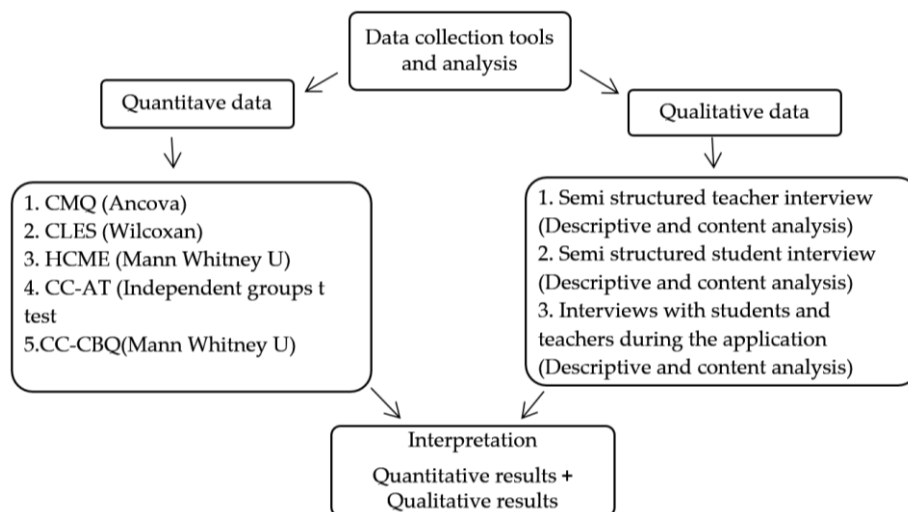 Data collection tools
and analysis
Quantitave data
Qualitative data
1. CMQ (Ancova)
2. CLES (Wilcoxan)
3. HCME (Mann Whitney U)
4. CC-AT (Independent groups t
test
5.CC-CBQ(Mann Whitney U)
1. Semi structured teacher interview
(Descriptive and content analysis)
2. Semi structured student interview
(Descriptive and content analysis)
3. Interviews with students and
teachers during the application
(Descriptive and content analysis)
Interpretation
Quantitative results +
Qualitative results